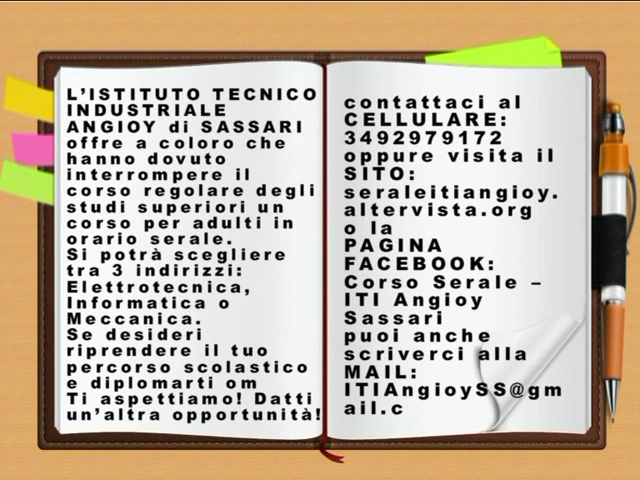 L'ISTITUTO TECNICO
INDUSTRIALE
ANGIOY di SASSARI
offre a coloro che
hanno dovuto
interrompere il
corso regolare degli
studi superiori un
corso per adulti in
orario serale.
Si potrà scegliere
tra 3 indirizzi:
Elettrotecnica,
Informatica o
Meccanica.
Se desideri
riprendere il tuo
percorso scolastico
e diplomarti om
Ti aspettiamo! Datti
un'altra opportunità!
contattaci al
CELLULARE:
3492979172
oppure visita il
SITO:
seraleitiangioy.
altervista.org
o la
PAGINA
FACEBOOK:
Corso Serale –
ITI Angioy
Sassari
puoi anche
scriverci alla
MAIL:
ITIAngioySS@gm
ail.c